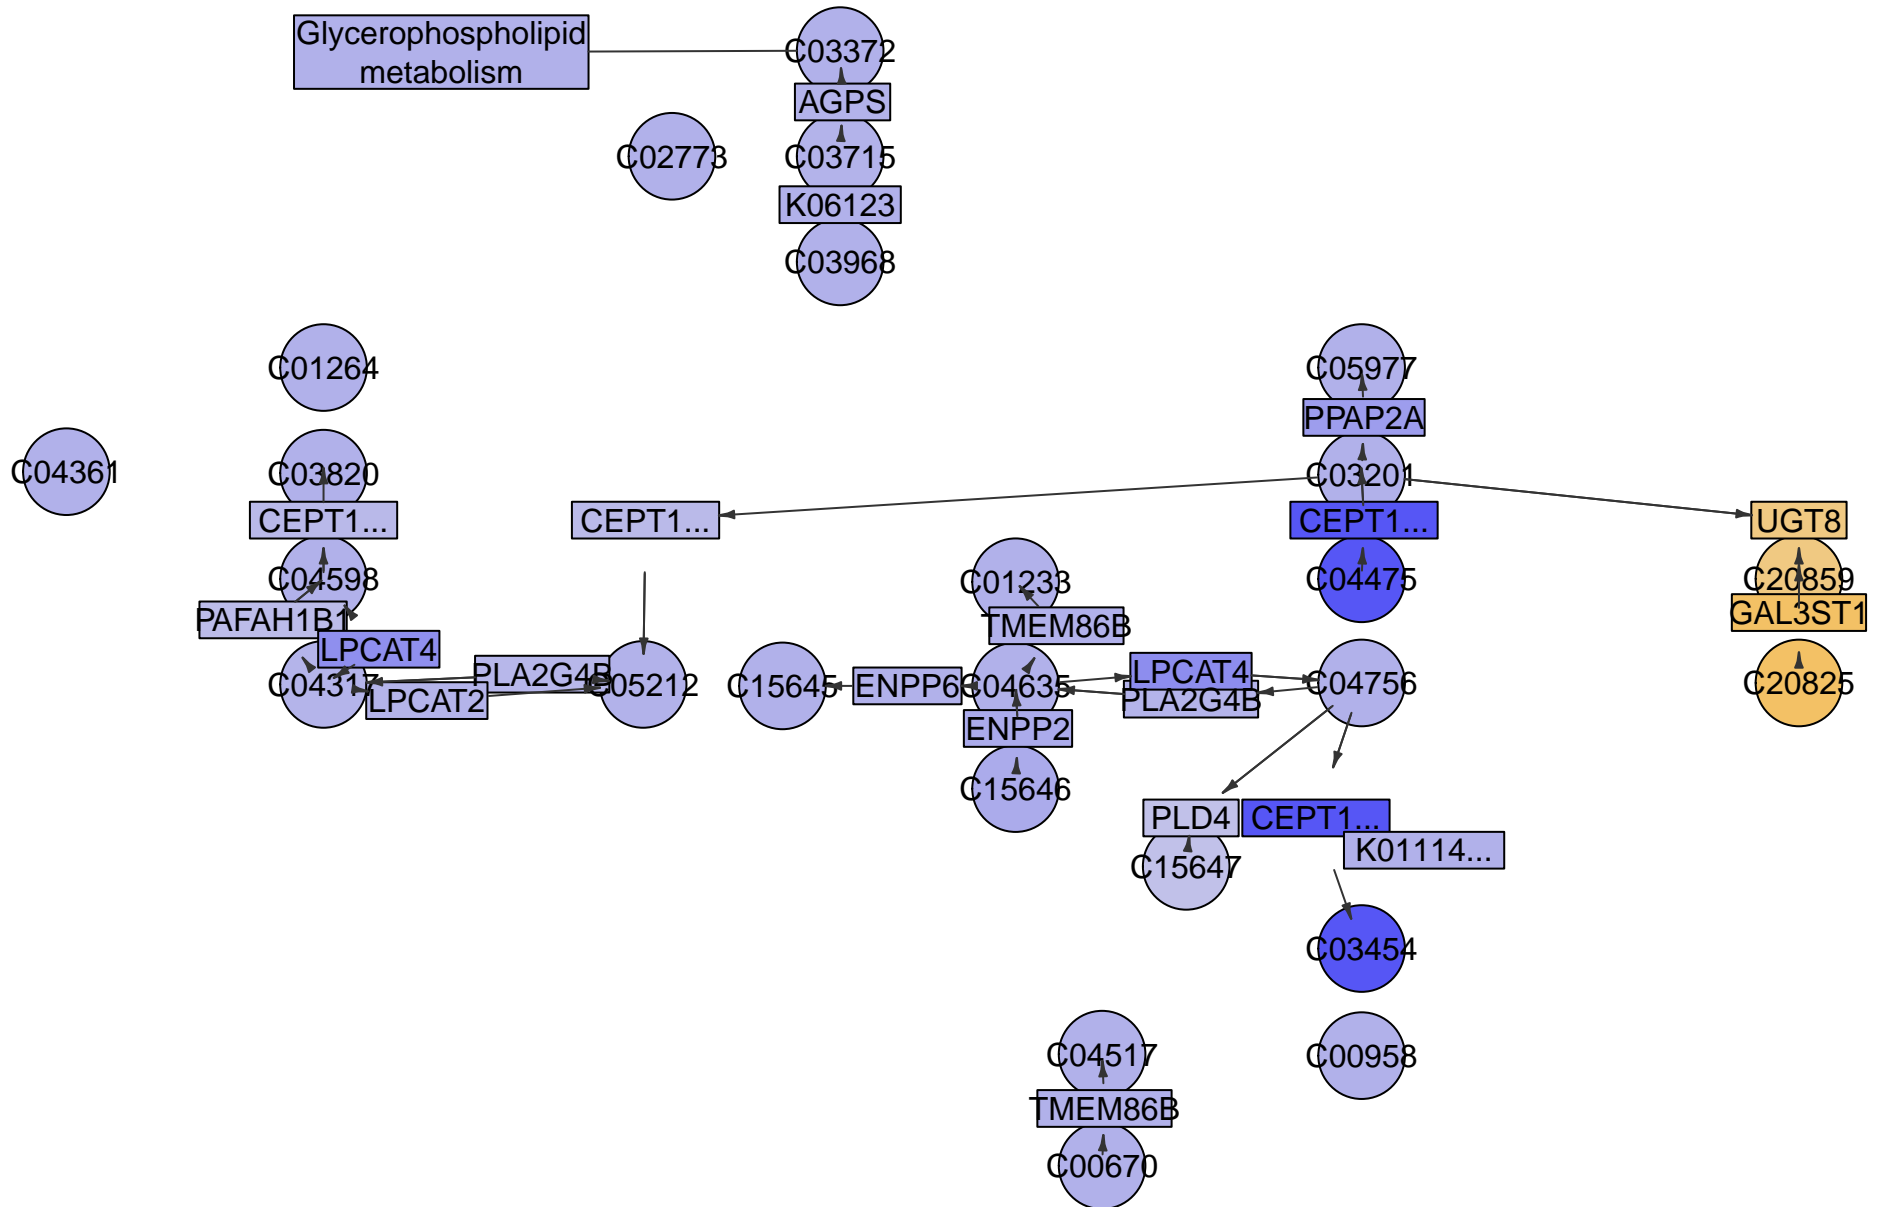 Glycerophospholipid
metabolism
C03372
AGPS
C02773
C03715
K06123
C03968
C01264
C05977
PPAP2A
C04361
C03820
C03201
CEPT1...
CEPT1...
CEPT1...
UGT8
C04598
C01233
C04475
C20859
PAFAH1B1
TMEM86B
GAL3ST1
LPCAT4
C04317
PLA2G4B
LPCAT2
C05212
C15645
ENPP6
C04635
LPCAT4
PLA2G4B
C04756
C20825
ENPP2
C15646
PLD4
CEPT1...
K01114...
C15647
C03454
C04517
C00958
TMEM86B
C00670